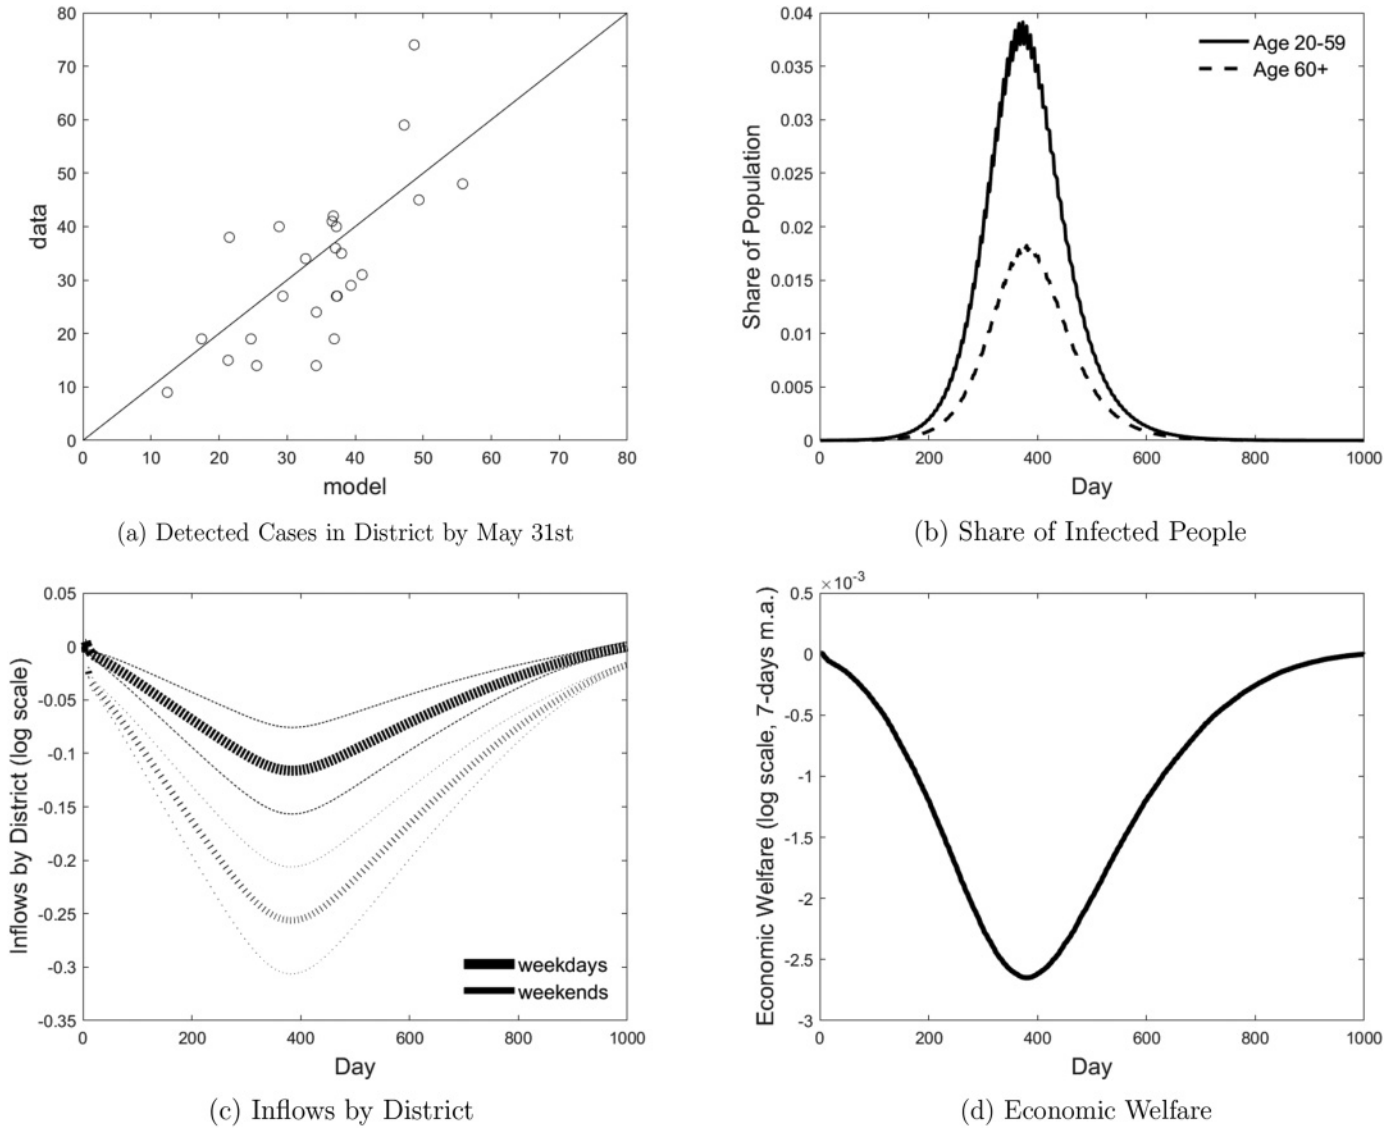 80
70
60
50
40
30
20
10
0
data
0 10 20 30 40 50 60 70 80
model
(a) Detected Cases in District by May 31st
0.04
0.035
0.03
0.025
0.02
0.015
0.01
0.005
0
Share of Population
Age 20-59
Age 60+
0 200 400 600 800 1000
Day
(b) Share of Infected People
0.05
0
-0.05
-0.1
-0.15
-0.2
-0.25
-0.3
-0.35
Inflows by District (log scale)
weekdays
weekends
0 200 400 600 800 1000
Day
(c) Inflows by District
×10-3
0.5
0
-0.5
-1
-1.5
-2
-2.5
-3
Economic Welfare (log scale, 7-days m.a.)
0 200 400 600 800 1000
Day
(d) Economic Welfare